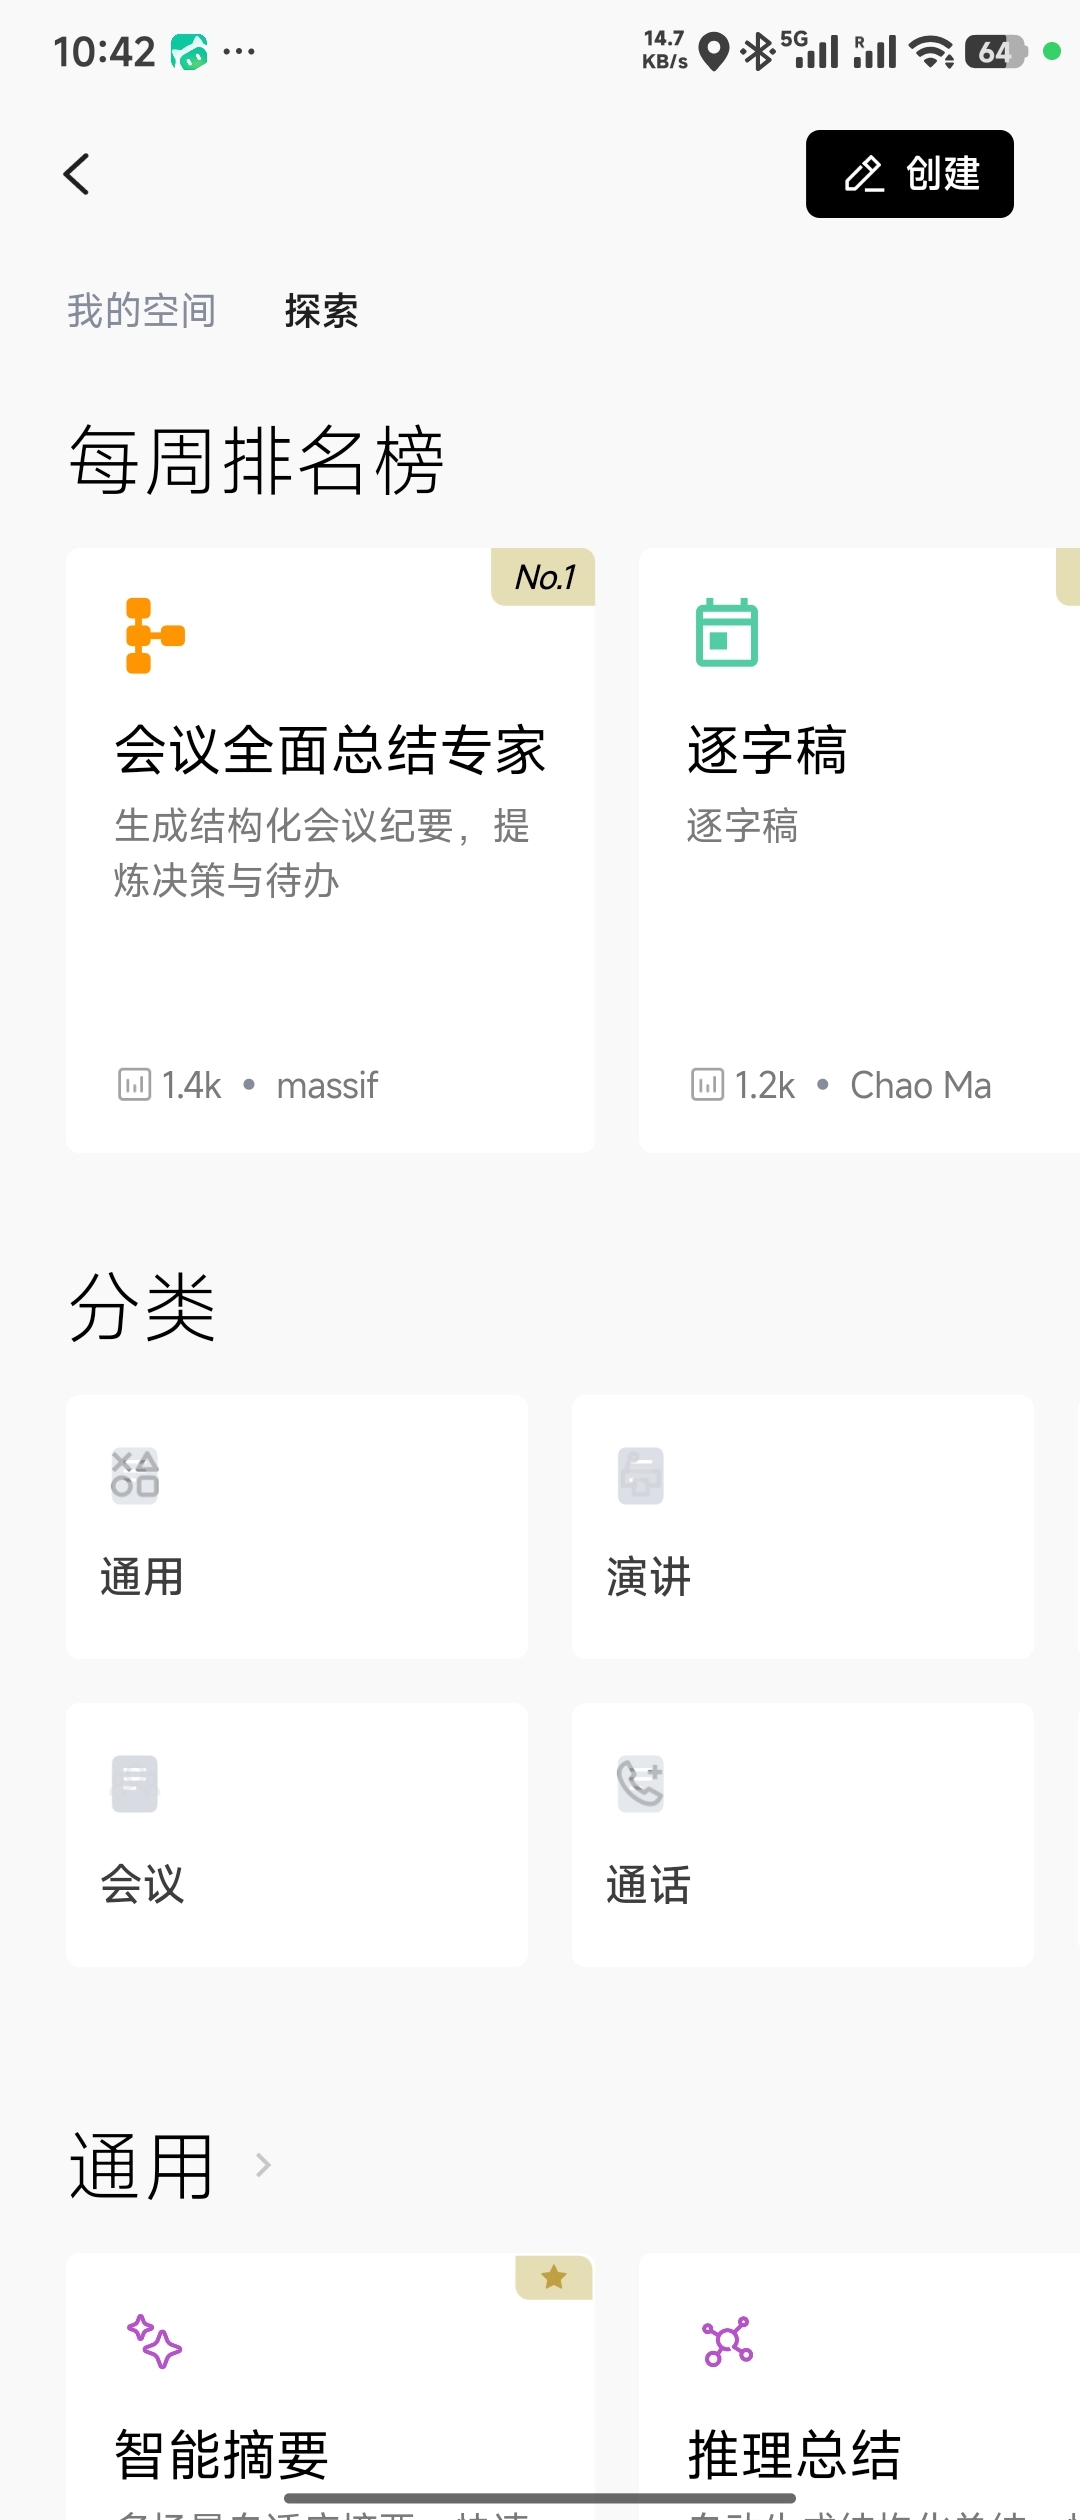 10:42 ... 14.7 KB/s 5G R 64
创建
我的空间 探索
每周排名榜
No.1
会议全面总结专家
生成结构化会议纪要，提
炼决策与待办
1.4k • massif
逐字稿
逐字稿
1.2k • Chao Ma
分类
通用
演讲
会议
通话
通用
智能摘要
推理总结